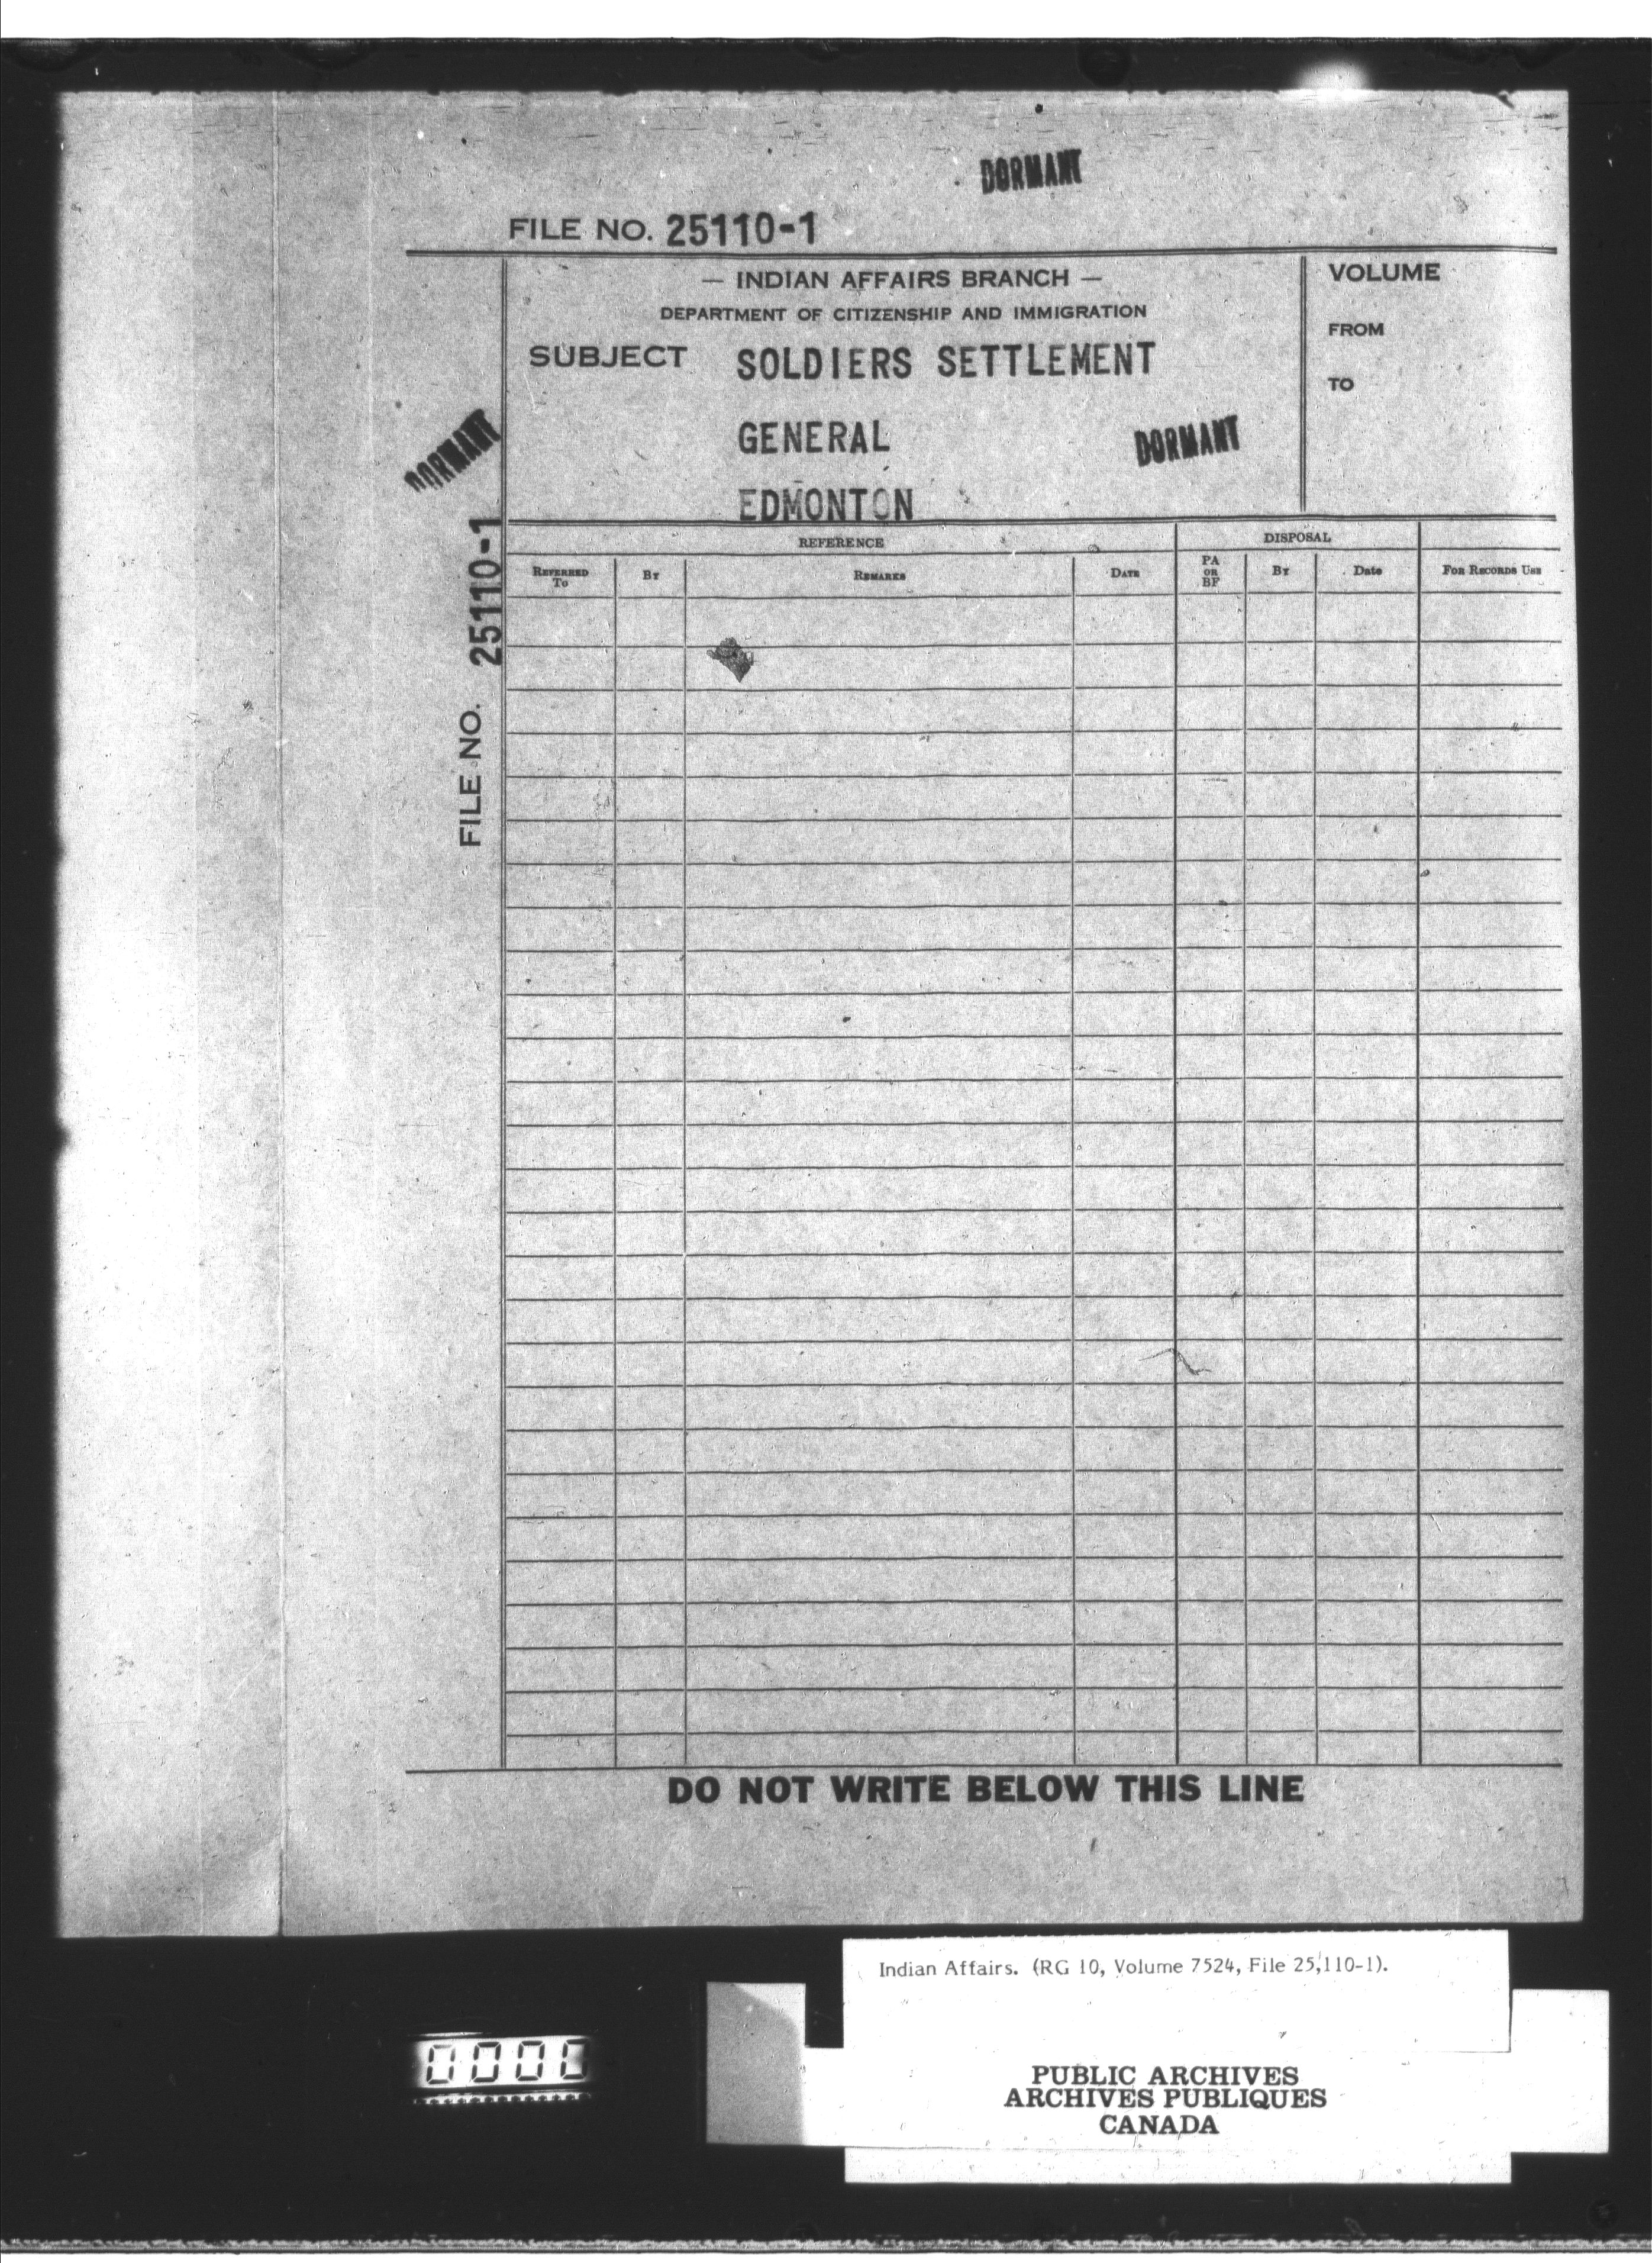 DORMANT
FILE NO. 25110-1
— INDIAN AFFAIRS BRANCH —
DEPARTMENT OF CITIZENSHIP AND IMMIGRATION
SUBJECT SOLDIERS SETTLEMENT
GENERAL
EDMONTON
VOLUME
FROM
TO
DORMANT
DORMANT
FILE NO. 25110-1
REFERENCE
DISPOSAL
REFERRED TO
BY
REMARKS
DATE
PA OR BF
BY
Date
FOR RECORDS USE
DO NOT WRITE BELOW THIS LINE
Indian Affairs. (RG 10, Volume 7524, File 25,110-1).
PUBLIC ARCHIVES
ARCHIVES PUBLIQUES
CANADA